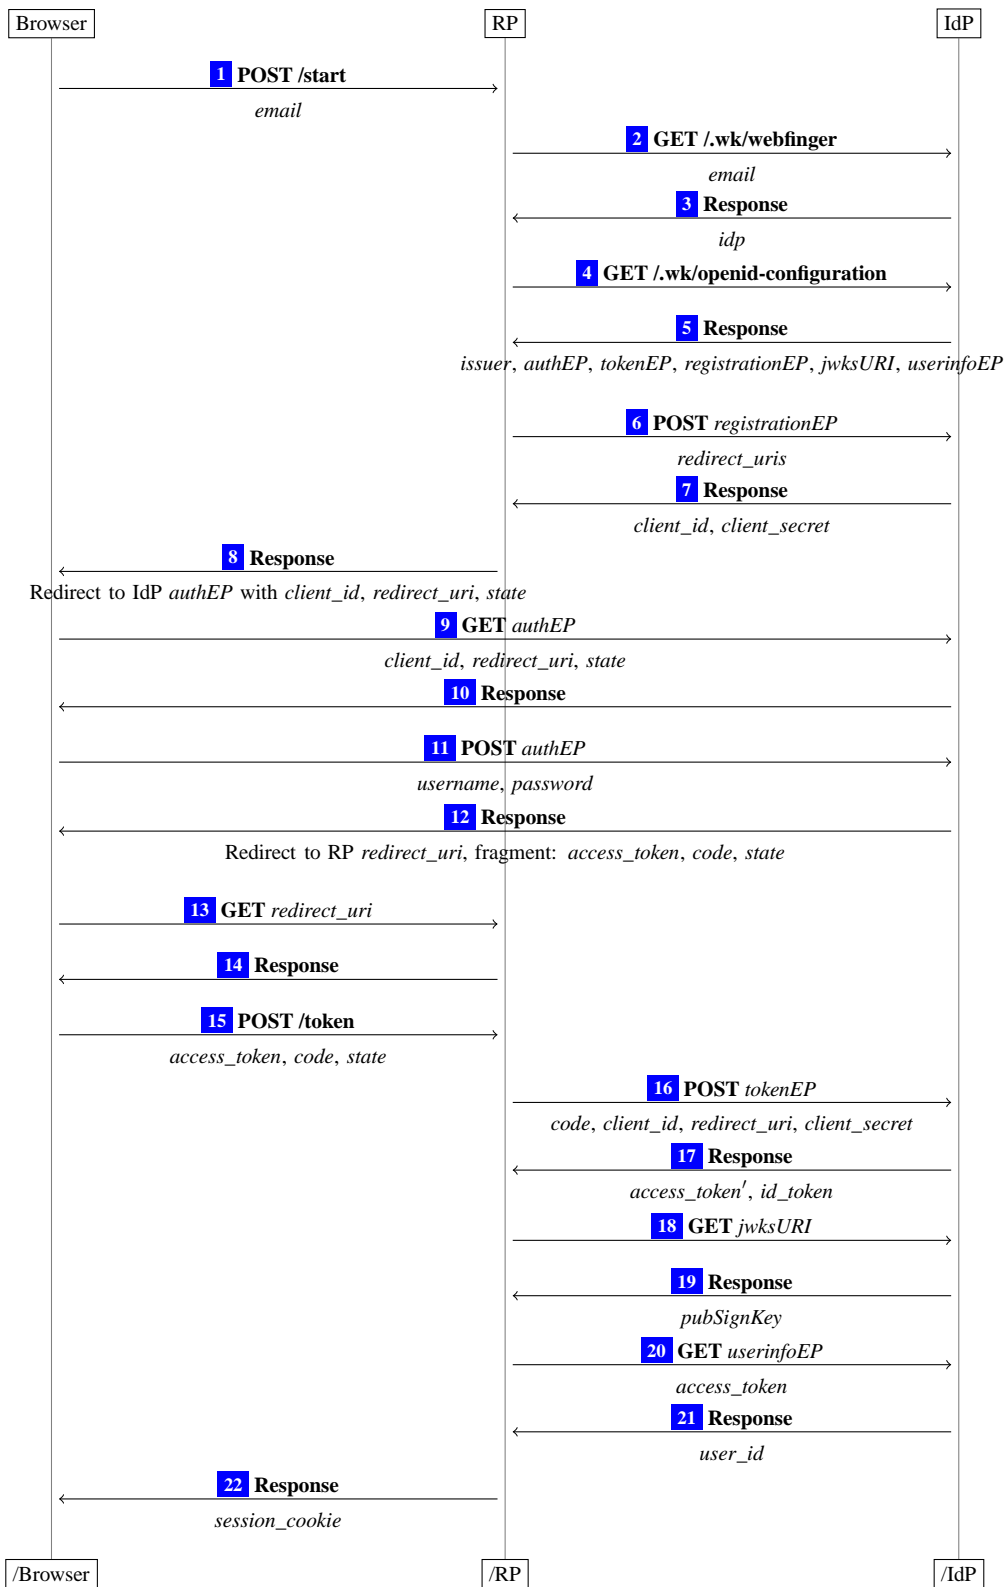 Browser RP IdP
1 POST /start
email
2 GET /.wk/webfinger
email
3 Response
idp
4 GET /.wk/openid-configuration
5 Response
issuer, authEP, tokenEP, registrationEP, jwksURI, userinfoEP
6 POST registrationEP
redirect_uris
7 Response
client_id, client_secret
8 Response
Redirect to IdP authEP with client_id, redirect_uri, state
9 GET authEP
client_id, redirect_uri, state
10 Response
11 POST authEP
username, password
12 Response
Redirect to RP redirect_uri, fragment: access_token, code, state
13 GET redirect_uri
14 Response
15 POST /token
access_token, code, state
16 POST tokenEP
code, client_id, redirect_uri, client_secret
17 Response
access_token′, id_token
18 GET jwksURI
19 Response
pubSignKey
20 GET userinfoEP
access_token
21 Response
user_id
22 Response
session_cookie
/Browser /RP /IdP